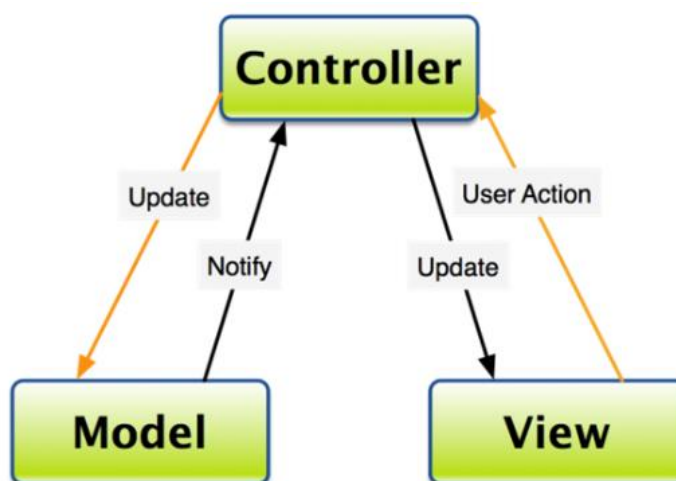 Controller
Update
User Action
Notify
Update
Model
View